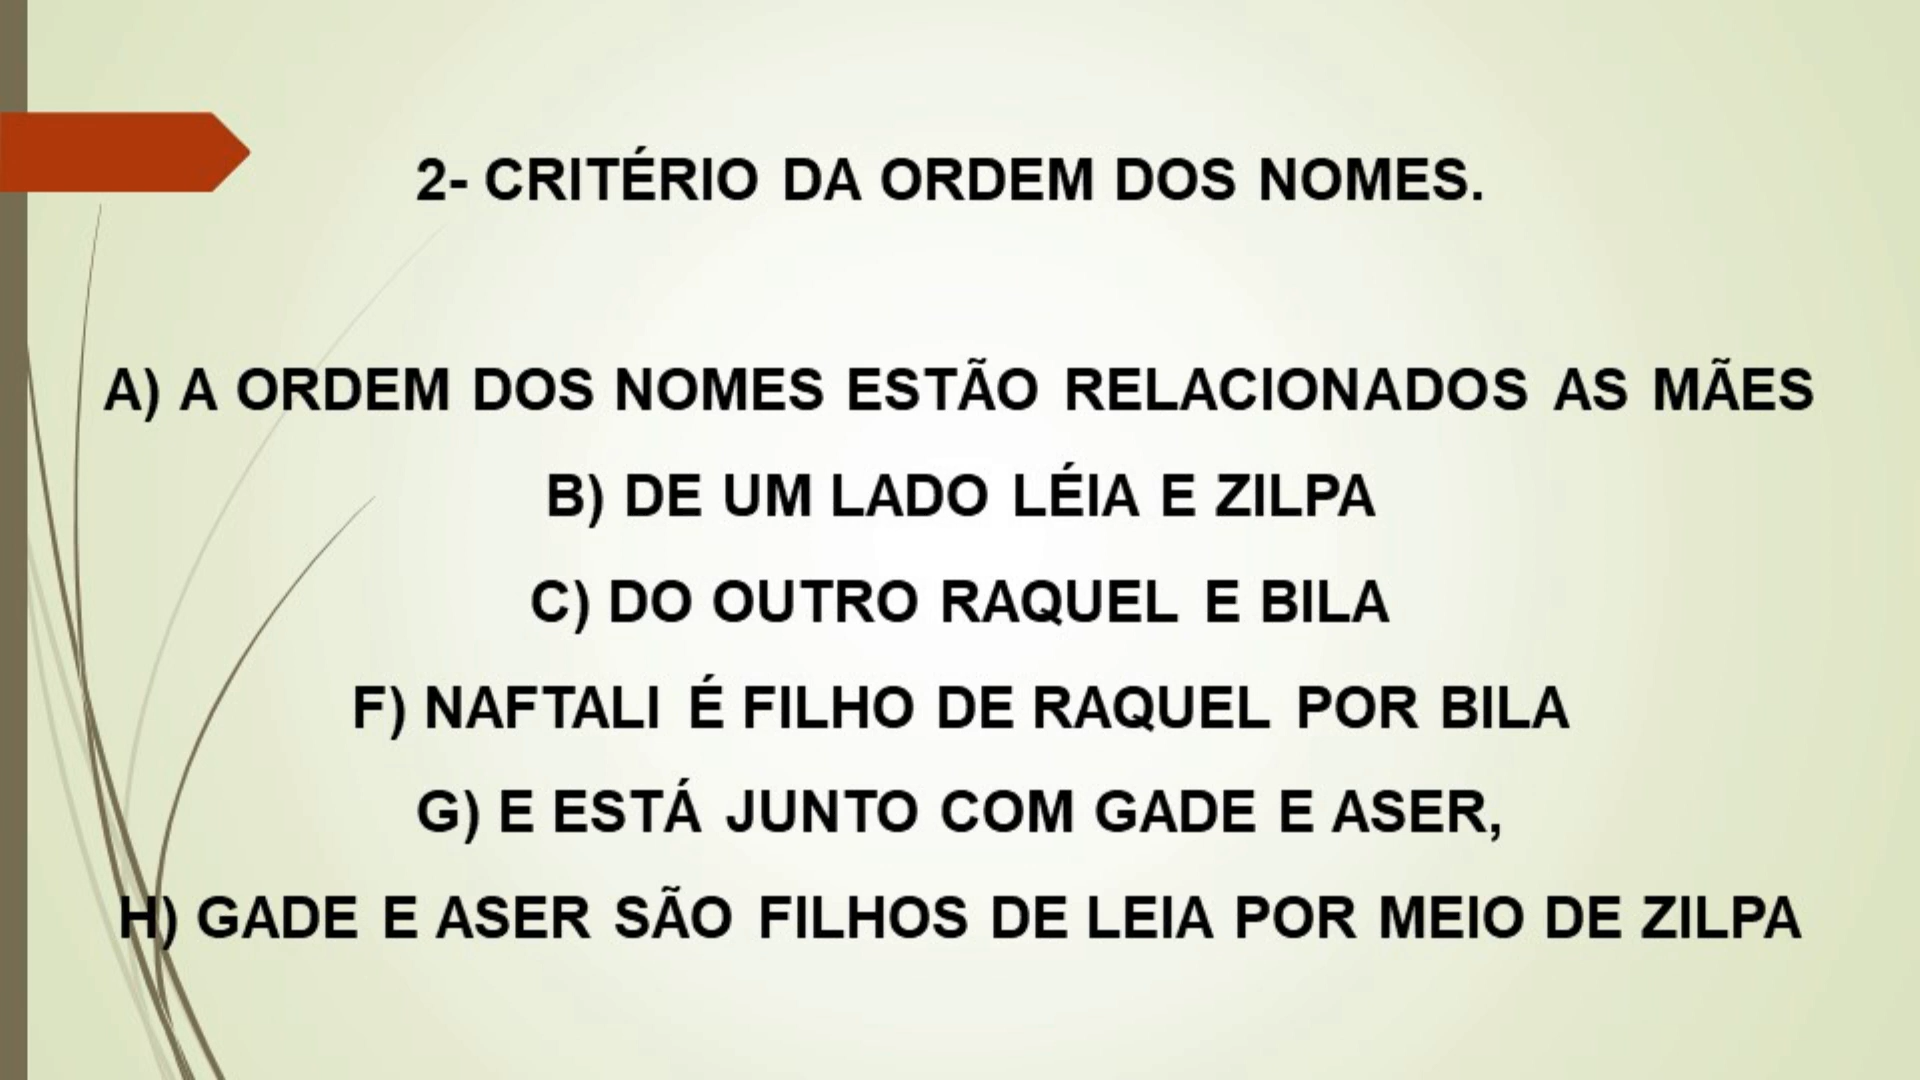 2- CRITÉRIO DA ORDEM DOS NOMES.
A) A ORDEM DOS NOMES ESTÃO RELACIONADOS AS MÃES
B) DE UM LADO LÉIA E ZILPA
C) DO OUTRO RAQUEL E BILA
F) NAFTALI É FILHO DE RAQUEL POR BILA
G) E ESTÁ JUNTO COM GADE E ASER,
H) GADE E ASER SÃO FILHOS DE LEIA POR MEIO DE ZILPA